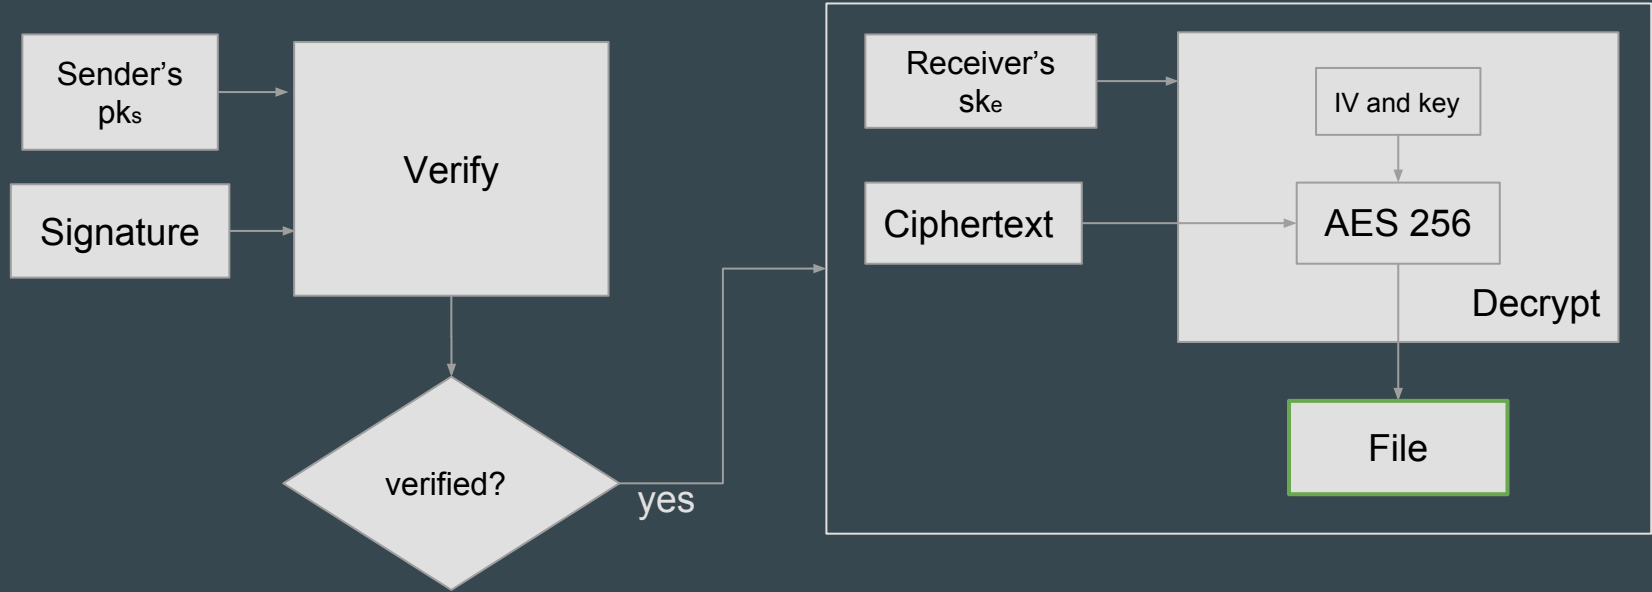 Sender's
pks
Signature
Verify
verified?
yes
Receiver's
ske
Ciphertext
IV and key
AES 256
Decrypt
File